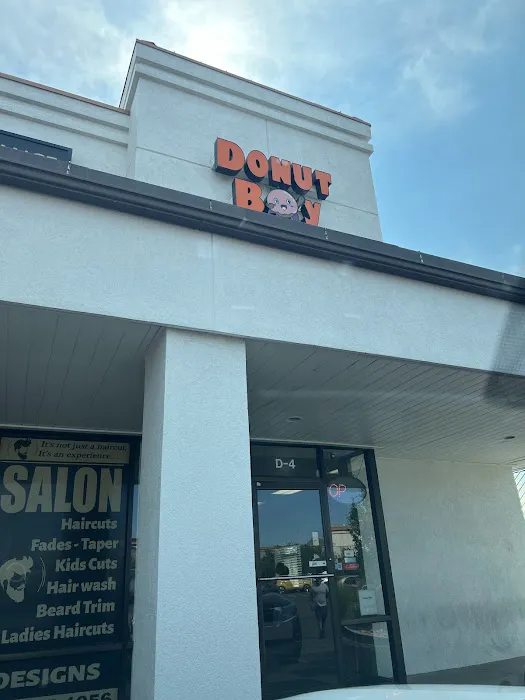 DONUT
BOY
It's not just a haircut,
It's an experience...
SALON
Haircuts
Fades - Taper
Kids Cuts
Hair wash
Beard Trim
Ladies Haircuts
DESIGNS
D-4
OP